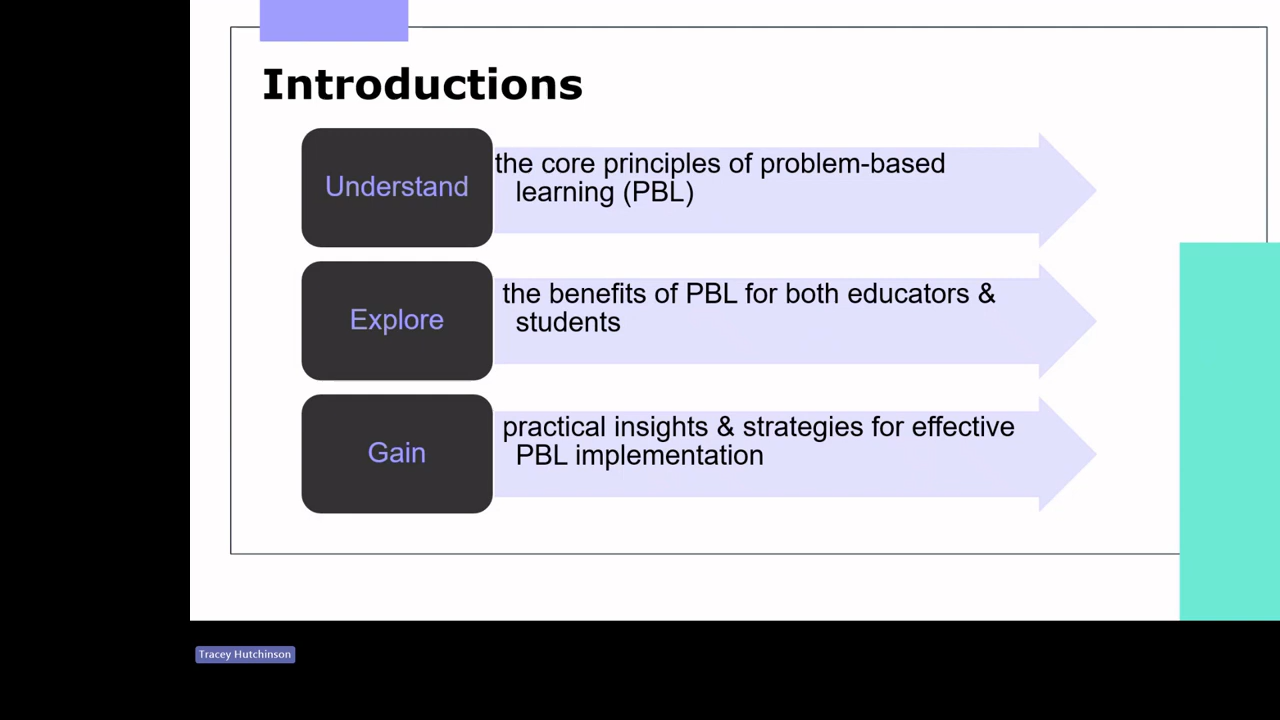 Introductions
Understand
the core principles of problem-based
learning (PBL)
Explore
the benefits of PBL for both educators &
students
Gain
practical insights & strategies for effective
PBL implementation
Tracey Hutchinson